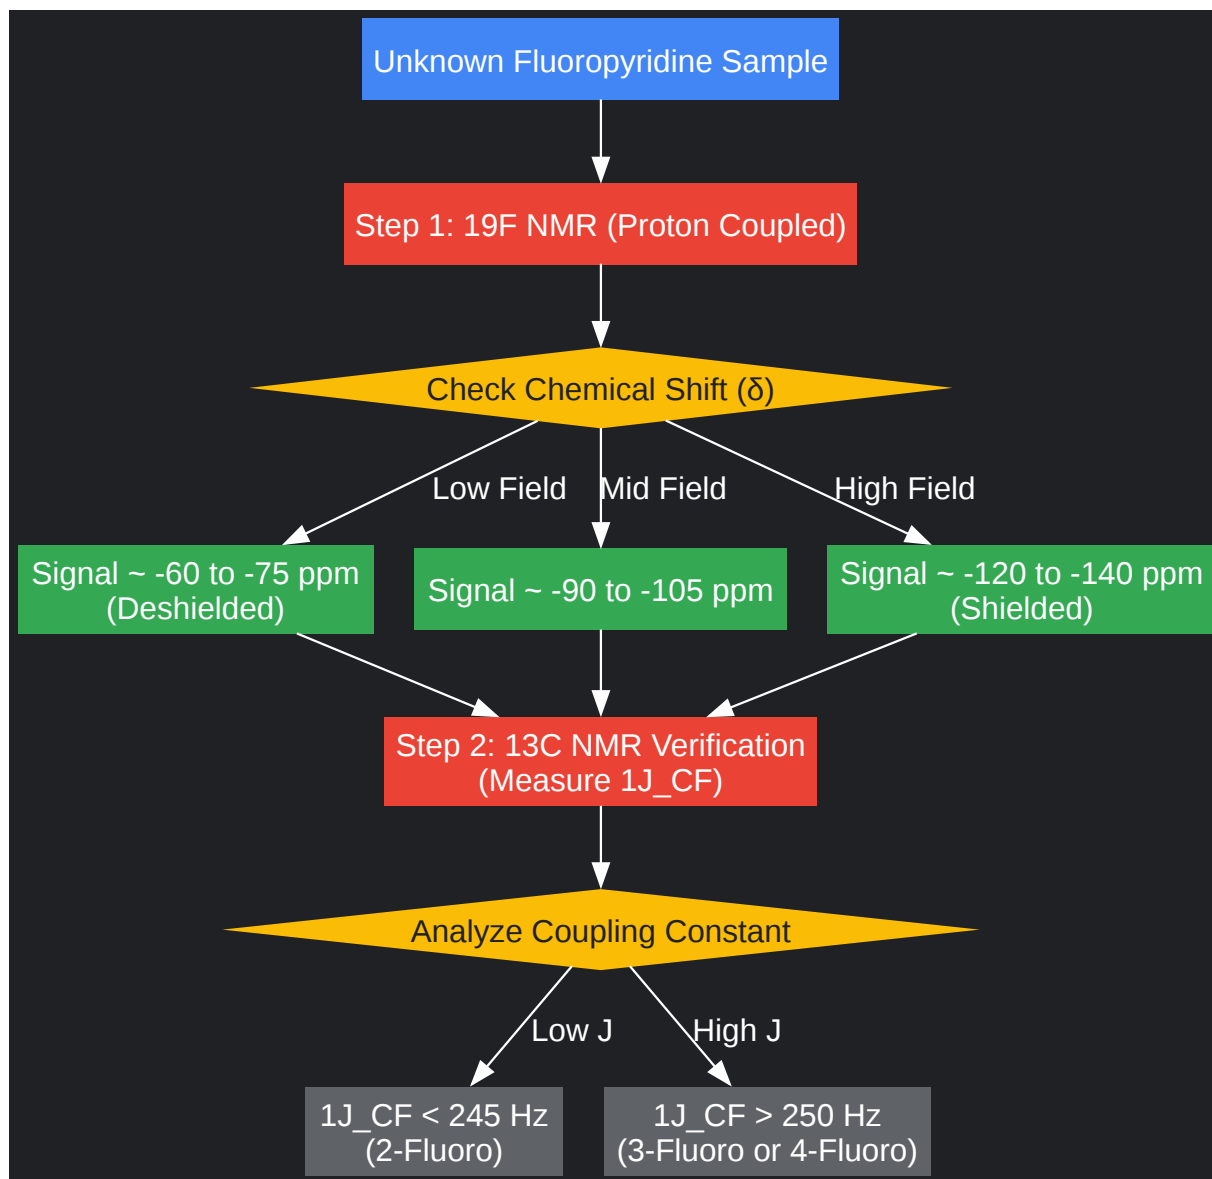 Unknown Fluoropyridine Sample
Step 1: 19F NMR (Proton Coupled)
Check Chemical Shift (δ)
Low Field
Mid Field
High Field
Signal ~ -60 to -75 ppm
(Deshielded)
Signal ~ -90 to -105 ppm
Signal ~ -120 to -140 ppm
(Shielded)
Step 2: 13C NMR Verification
(Measure 1J_CF)
Analyze Coupling Constant
Low J
High J
1J_CF < 245 Hz
(2-Fluoro)
1J_CF > 250 Hz
(3-Fluoro or 4-Fluoro)